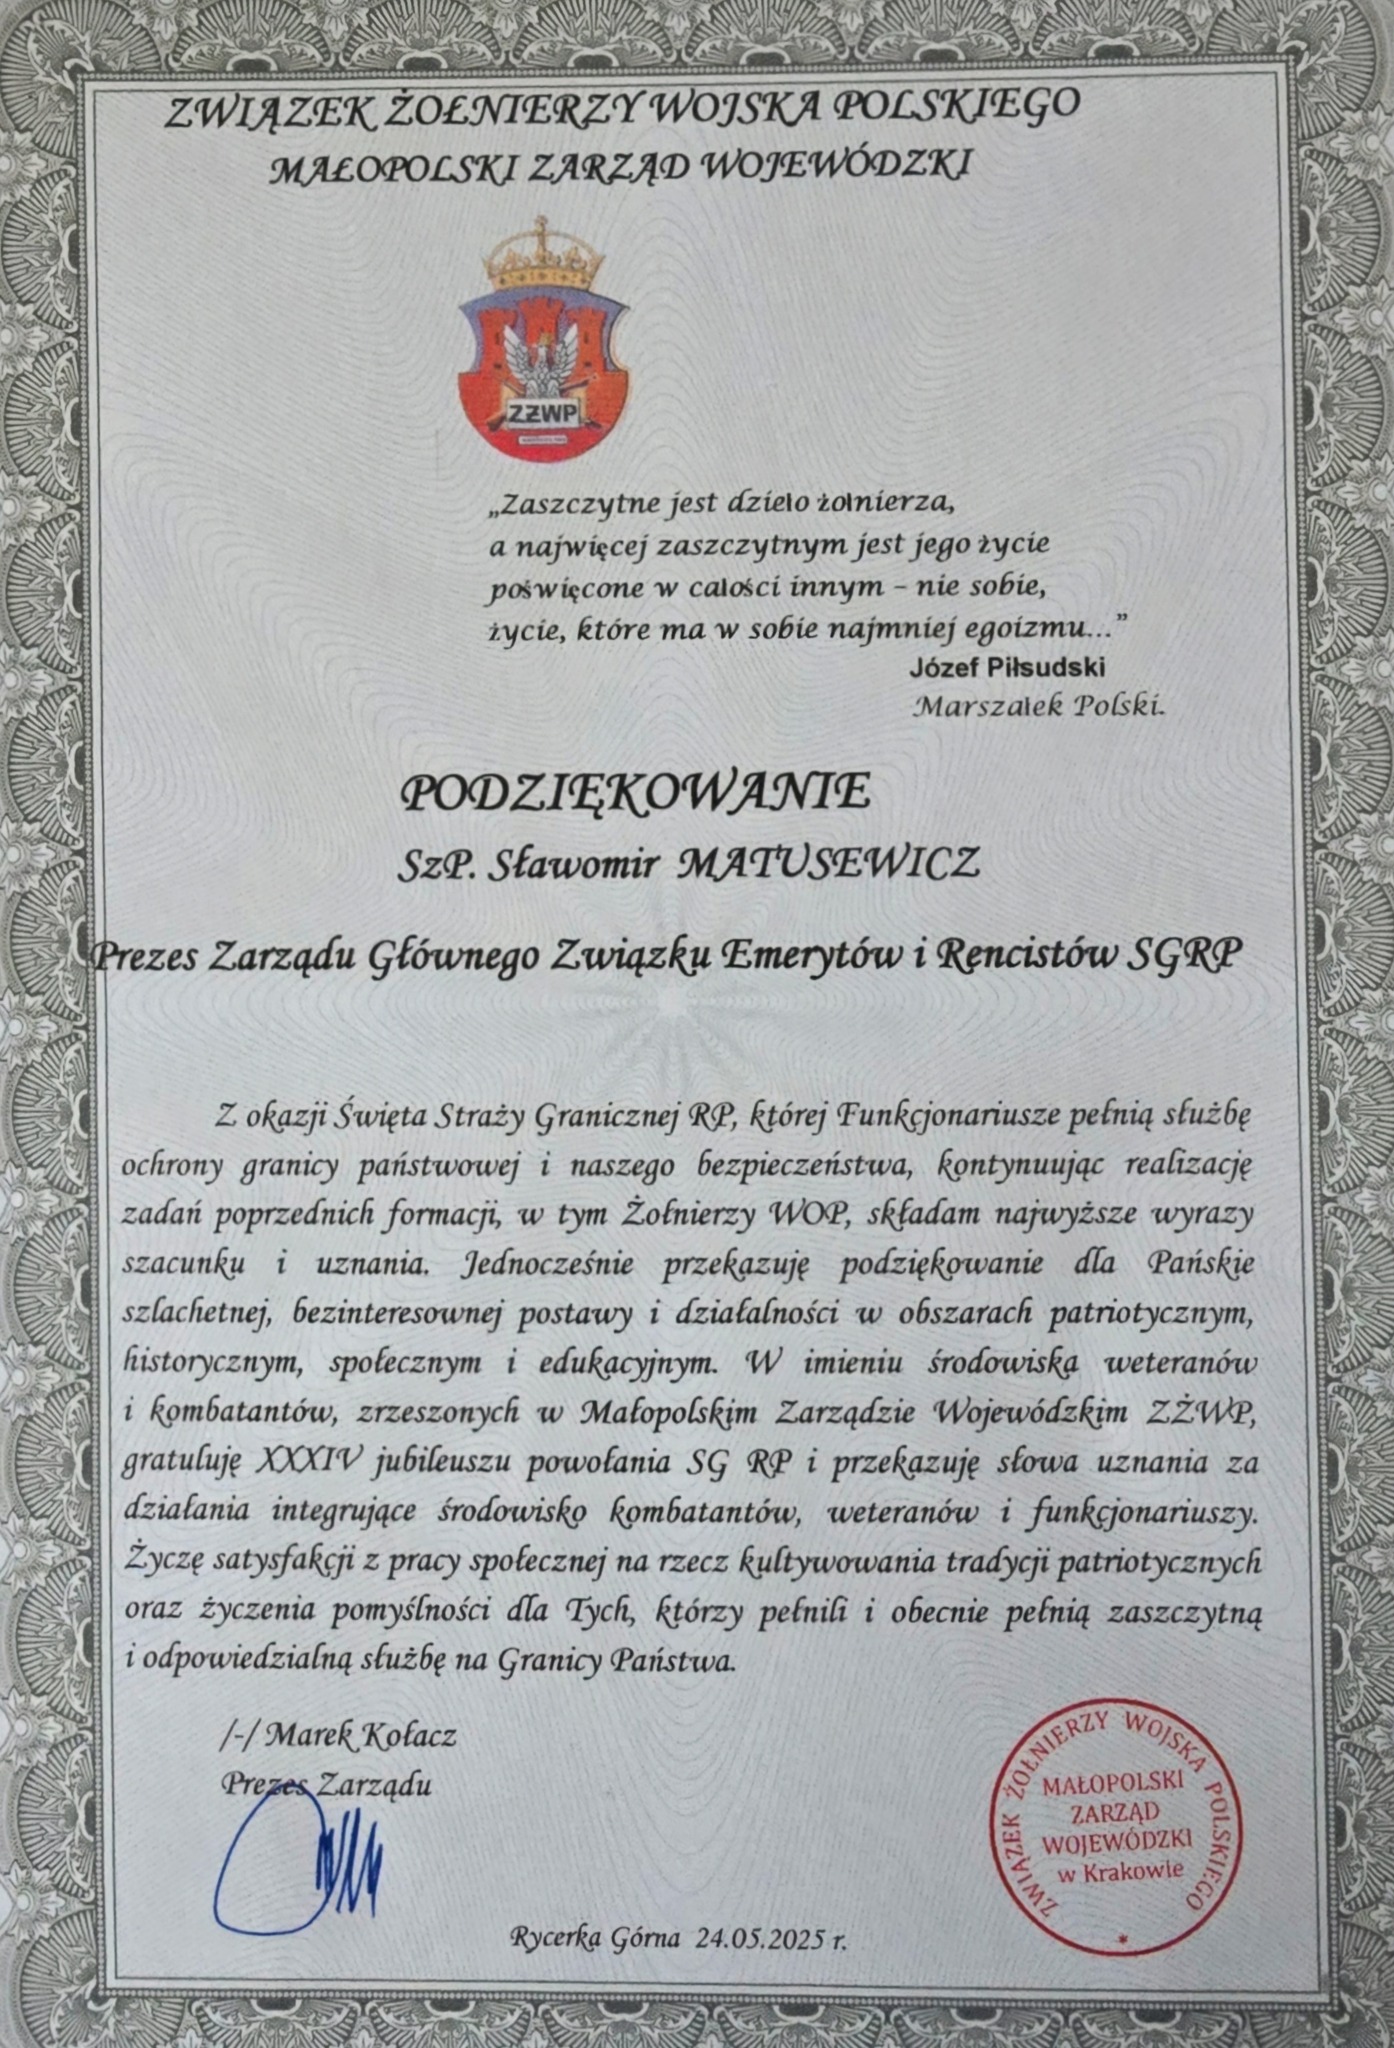 ZWIĄZEK ŻOŁNIERZY WOJSKA POLSKIEGO
MAŁOPOLSKI ZARZĄD WOJEWÓDZKI
ZŻWP
„Zaszczytne jest dzieło żołnierza,
a najwięcej zaszczytnym jest jego życie
poświęcone w całości innym – nie sobie,
życie, które ma w sobie najmniej egoizmu...”
Józef Piłsudski
Marszałek Polski.
PODZIĘKOWANIE
SzP. Sławomir MATUSEWICZ
Prezes Zarządu Głównego Związku Emerytów i Rencistów SGRP
Z okazji Święta Straży Granicznej RP, której Funkcjonariusze pełnią służbę
ochrony granicy państwowej i naszego bezpieczeństwa, kontynuując realizację
zadań poprzednich formacji, w tym Żołnierzy WOP, składam najwyższe wyrazy
szacunku i uznania. Jednocześnie przekazuję podziękowanie dla Pańskie
szlachetnej, bezinteresownej postawy i działalności w obszarach patriotycznym,
historycznym, społecznym i edukacyjnym. W imieniu środowiska weteranów
i kombatantów, zrzeszonych w Małopolskim Zarządzie Wojewódzkim ZŻWP,
gratuluję XXXIV jubileuszu powołania SG RP i przekazuję słowa uznania za
działania integrujące środowisko kombatantów, weteranów i funkcjonariuszy.
Życzę satysfakcji z pracy społecznej na rzecz kultywowania tradycji patriotycznych
oraz życzenia pomyślności dla Tych, którzy pełnili i obecnie pełnią zaszczytną
i odpowiedzialną służbę na Granicy Państwa.
/-/ Marek Kołacz
Prezes Zarządu
ZWIĄZEK ŻOŁNIERZY WOJSKA POLSKIEGO
MAŁOPOLSKI
ZARZĄD
WOJEWÓDZKI
w Krakowie
*
Rycerka Górna 24.05.2025 r.